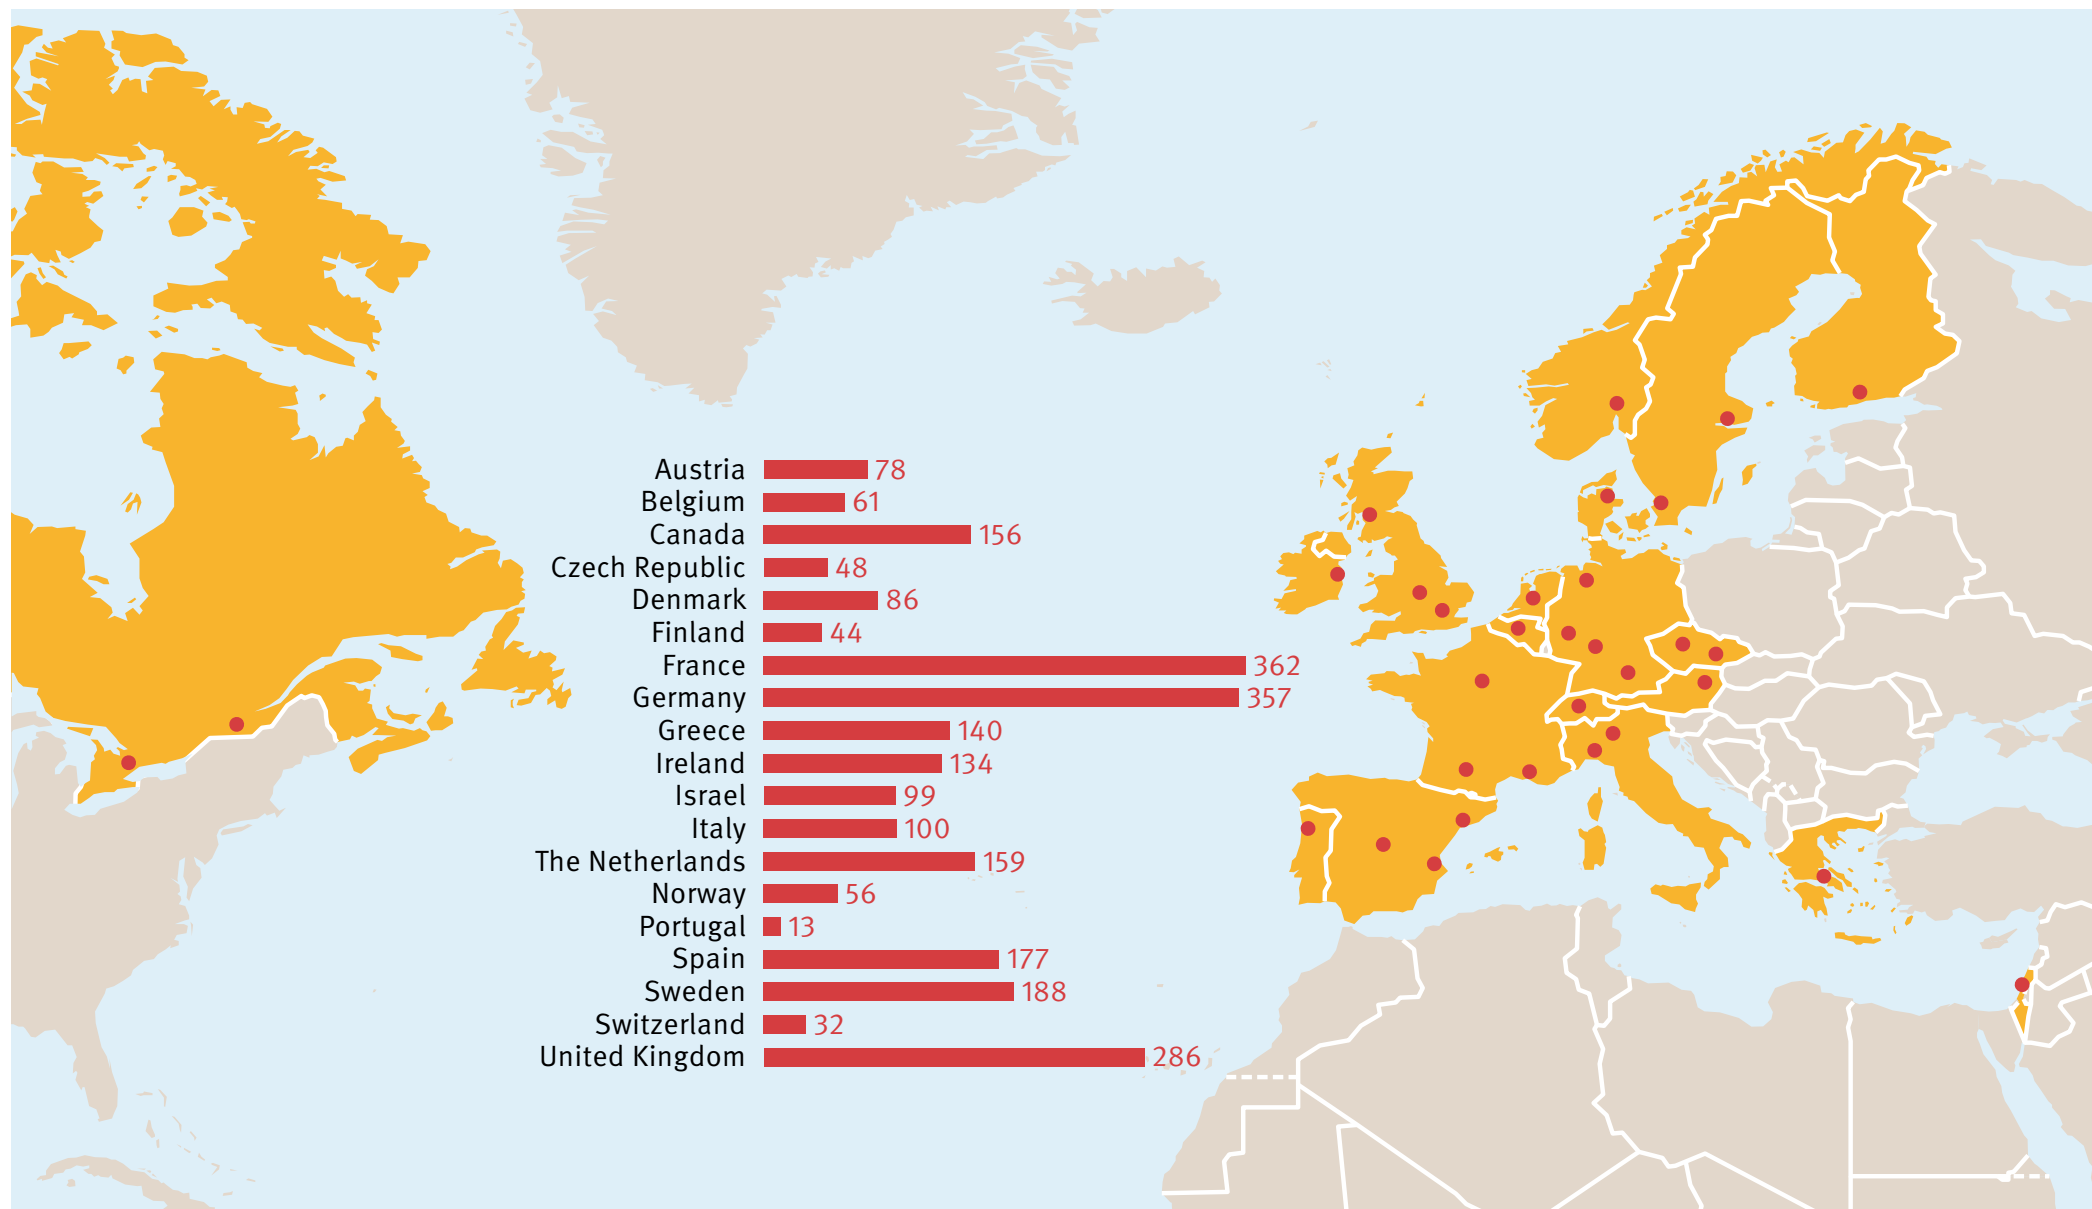 Austria 78
Belgium 61
Canada 156
Czech Republic 48
Denmark 86
Finland 44
France 362
Germany 357
Greece 140
Ireland 134
Israel 99
Italy 100
The Netherlands 159
Norway 56
Portugal 13
Spain 177
Sweden 188
Switzerland 32
United Kingdom 286